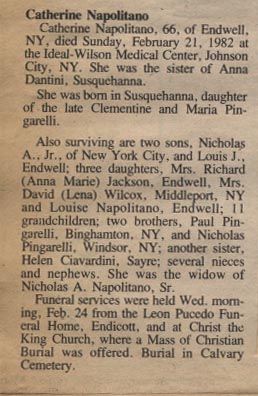 Catherine Napolitano
Catherine Napolitano, 66, of Endwell,
NY, died Sunday, February 21, 1982 at
the Ideal-Wilson Medical Center, Johnson
City, NY. She was the sister of Anna
Dantini, Susquehanna.
She was born in Susquehanna, daughter
of the late Clementine and Maria Pin-
garelli.
Also surviving are two sons, Nicholas
A., Jr., of New York City, and Louis J.,
Endwell; three daughters, Mrs. Richard
(Anna Marie) Jackson, Endwell, Mrs.
David (Lena) Wilcox, Middleport, NY
and Louise Napolitano, Endwell; 11
grandchildren; two brothers, Paul Pin-
garelli, Binghamton, NY, and Nicholas
Pingarelli, Windsor, NY; another sister,
Helen Ciavardini, Sayre; several nieces
and nephews. She was the widow of
Nicholas A. Napolitano, Sr.
Funeral services were held Wed. morn-
ing, Feb. 24 from the Leon Pucedo Fun-
eral Home, Endicott, and at Christ the
King Church, where a Mass of Christian
Burial was offered. Burial in Calvary
Cemetery.